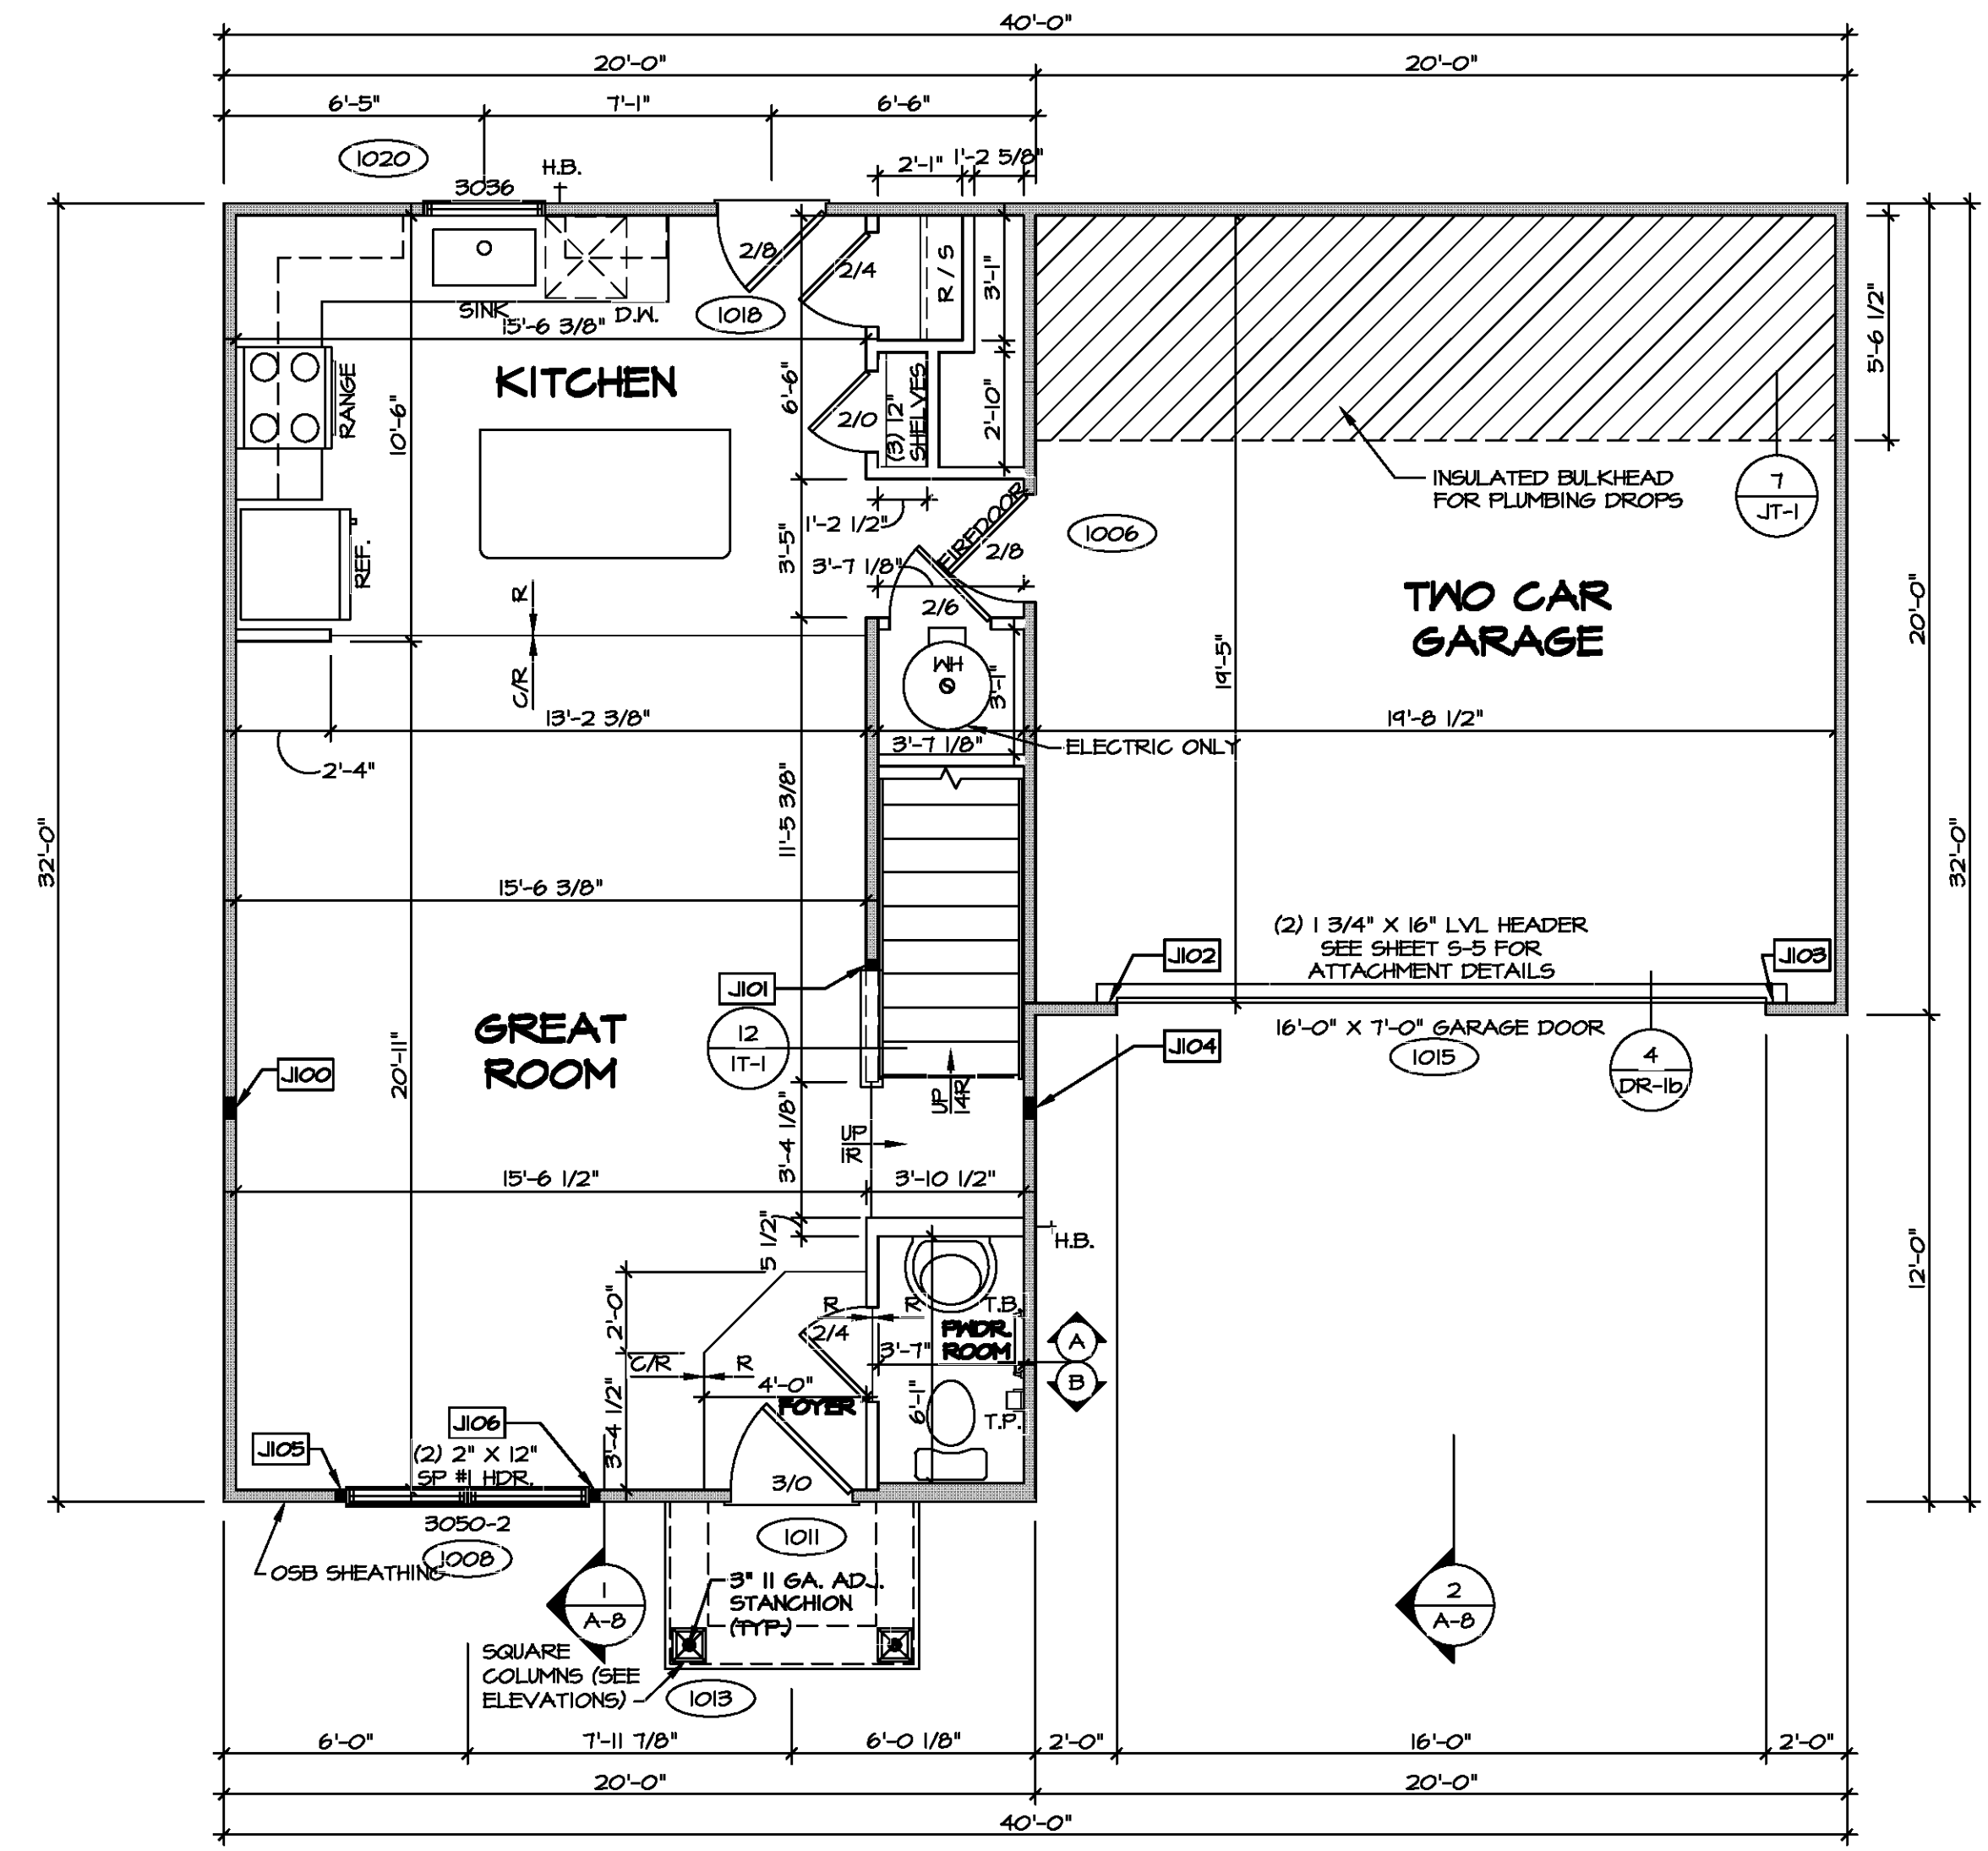 40'-0"
20'-0"
20'-0"
6'-5"
7'-1"
6'-6"
1020
H.B.
3036
2'-1"
1'-2 5/8"
2/8
2/4
R / S
3'-1"
5'-6 1/2"
SINK
D.W.
1018
15'-6 3/8"
KITCHEN
RANGE
10'-6"
6'-6"
2/0
(3) 12"
SHELVES
2'-10"
INSULATED BULKHEAD
FOR PLUMBING DROPS
7
JT-1
1'-2 1/2"
FIREDOOR
2/8
1006
REF.
3'-5"
3'-7 1/8"
2/6
TWO CAR
GARAGE
20'-0"
R
C/R
WH
3'-1"
19'-5"
13'-2 3/8"
19'-8 1/2"
3'-7 1/8"
ELECTRIC ONLY
2'-4"
11'-5 3/8"
32'-0"
32'-0"
15'-6 3/8"
(2) 1 3/4" X 16" LVL HEADER
SEE SHEET S-5 FOR
ATTACHMENT DETAILS
J102
J103
J101
GREAT
ROOM
12
IT-1
16'-0" X 7'-0" GARAGE DOOR
1015
4
DR-1b
J104
J100
20'-11"
UP
14R
3'-4 1/8"
UP
1R
15'-6 1/2"
3'-10 1/2"
5 1/2"
H.B.
12'-0"
2'-0"
R
R
T.B.
2/4
PWDR.
ROOM
3'-7"
A
B
C/R
R
4'-0"
FOYER
6'-1"
T.P.
3'-4 1/2"
J106
J105
(2) 2" X 12"
SP #1 HDR.
3/0
3050-2
1008
1011
OSB SHEATHING
1
A-8
3" 11 GA. ADJ.
STANCHION
(TYP.)
2
A-8
SQUARE
COLUMNS (SEE
ELEVATIONS)
1013
6'-0"
7'-11 7/8"
6'-0 1/8"
2'-0"
16'-0"
2'-0"
20'-0"
20'-0"
40'-0"